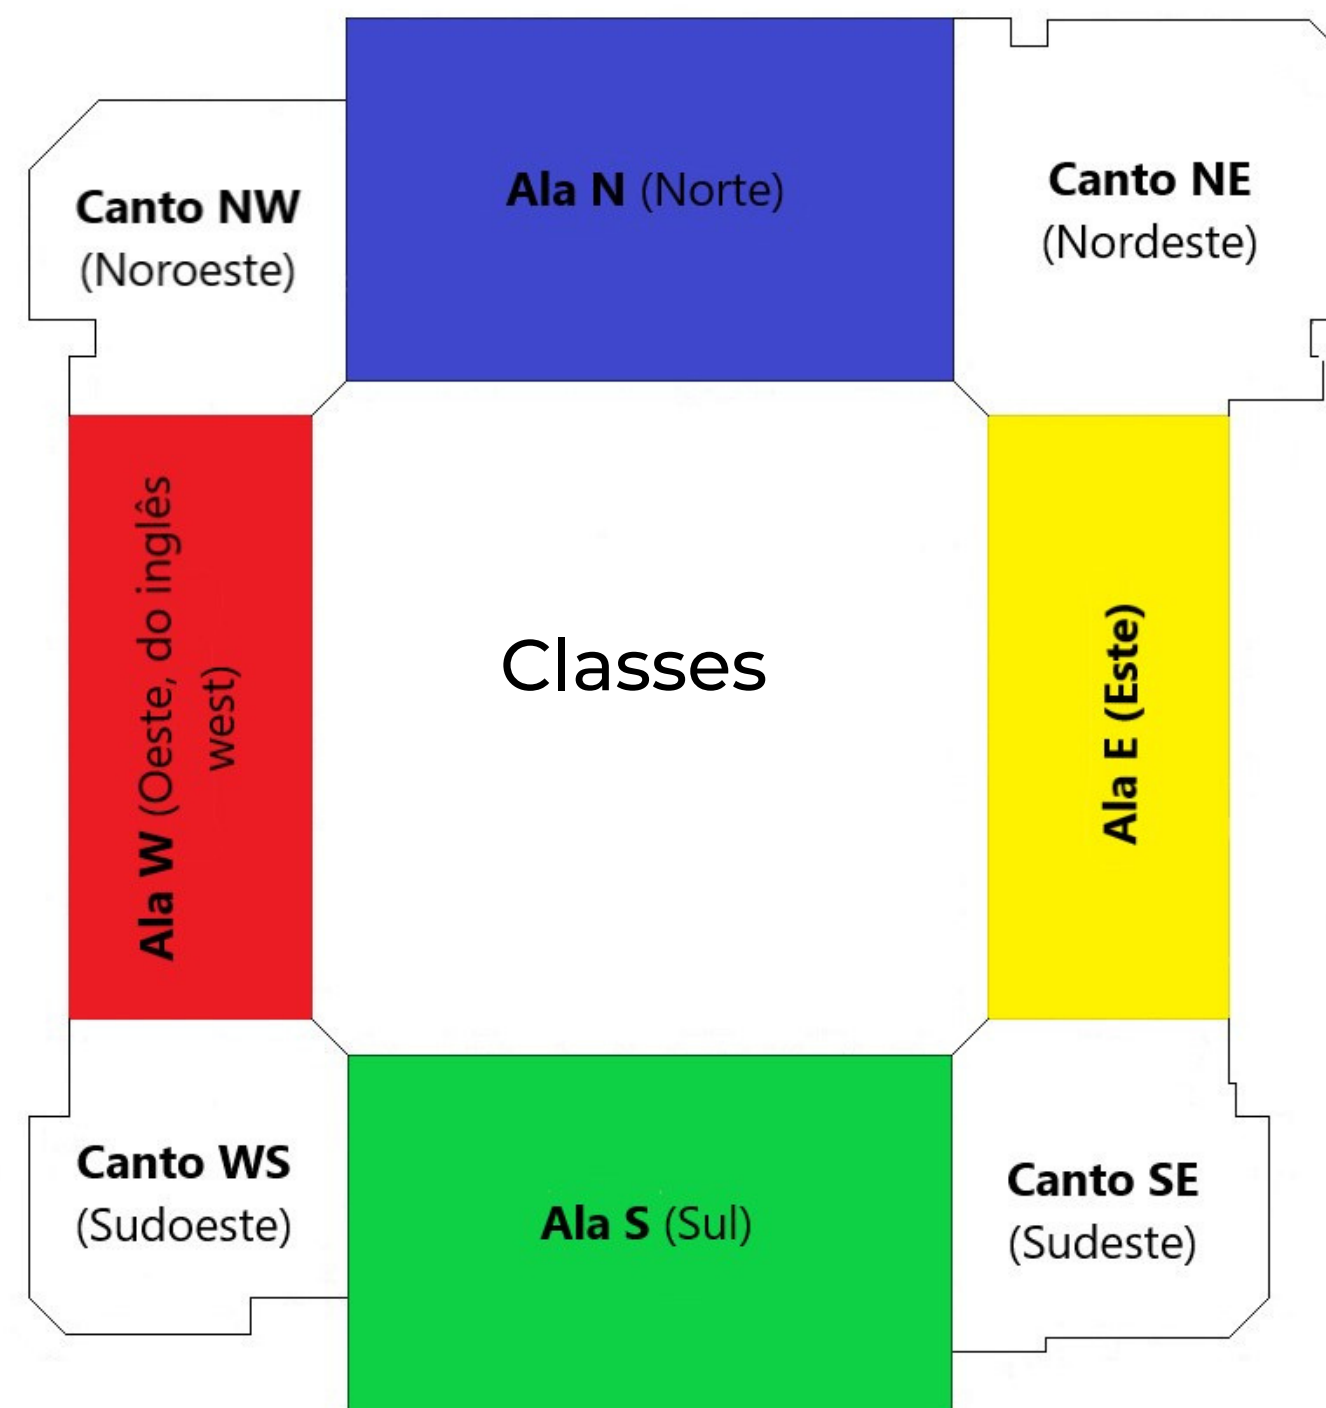 Ala N (Norte)
Canto NE
(Nordeste)
Canto NW
(Noroeste)
Ala W (Oeste, do inglês
west)
Classes
Ala E (Este)
Canto WS
(Sudoeste)
Ala S (Sul)
Canto SE
(Sudeste)